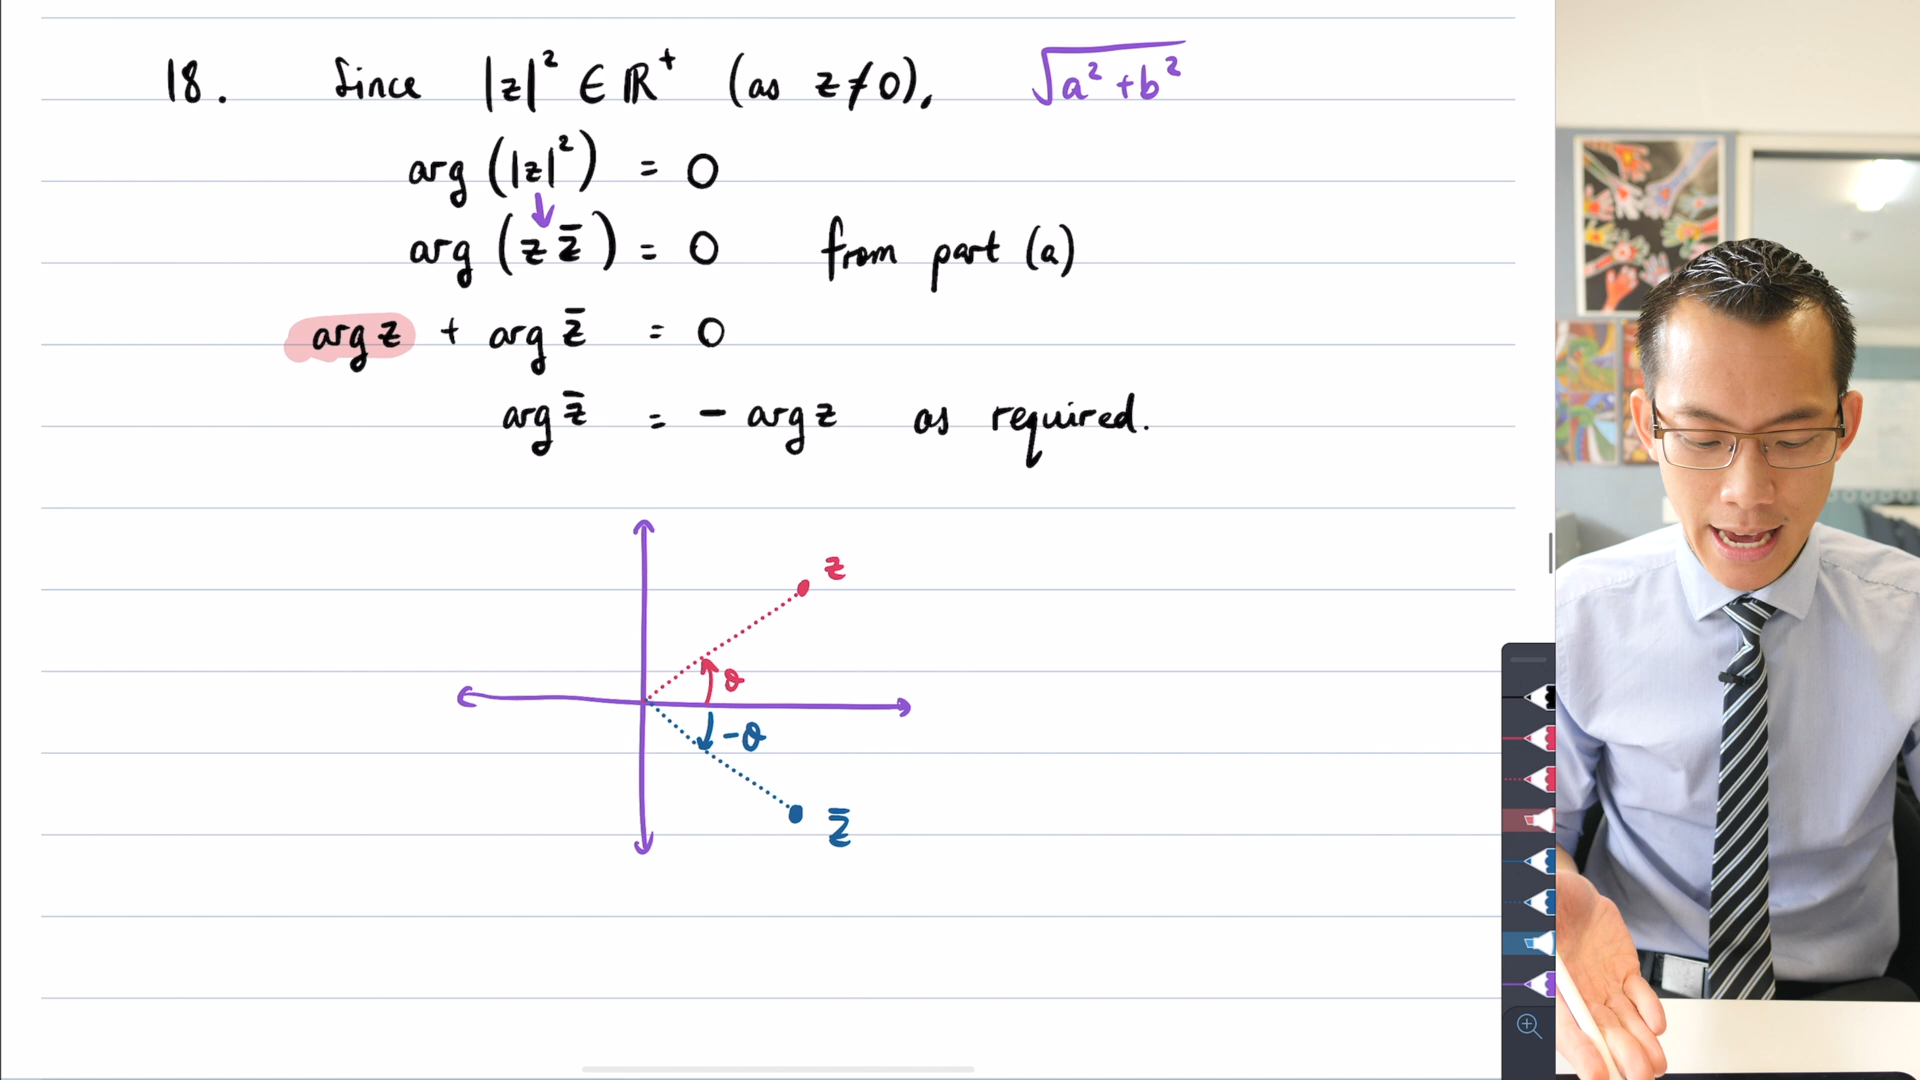 18. Since |z|² ∈ ℝ⁺ (as z≠0), √a²+b²
arg (|z|²) = 0
arg (z z̅) = 0 from part (a)
arg z + arg z̅ = 0
arg z̅ = - arg z as required.
z
θ
-θ
z̅